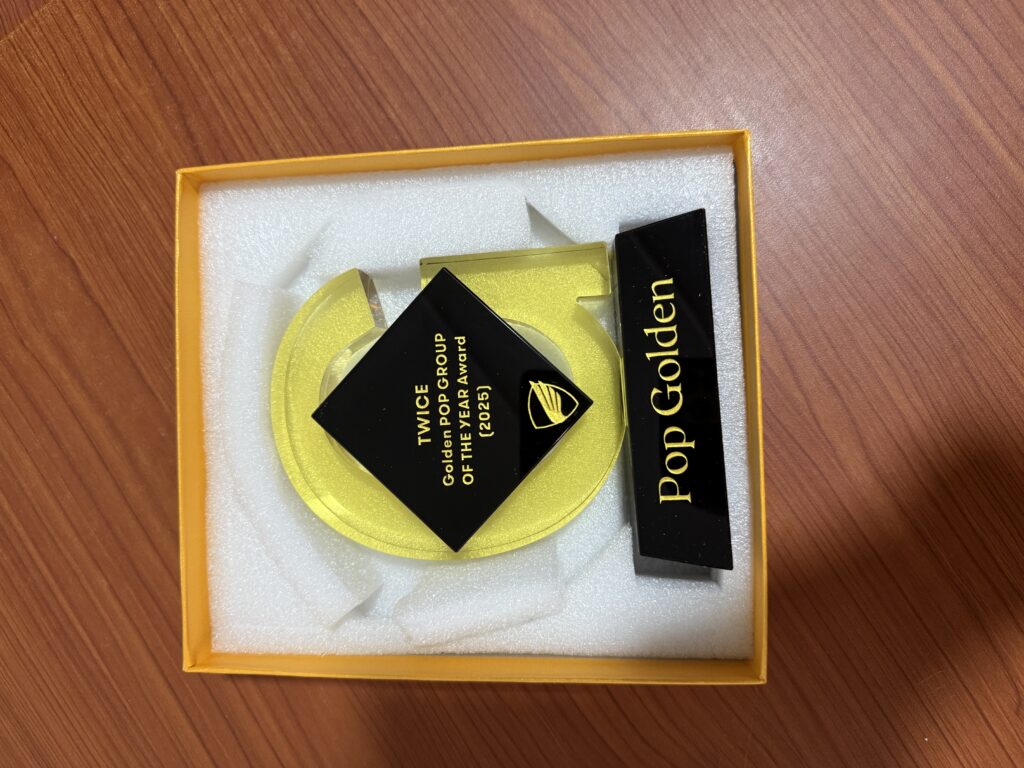 TWICE
Golden POP GROUP
OF THE YEAR Award
(2025)
Pop Golden